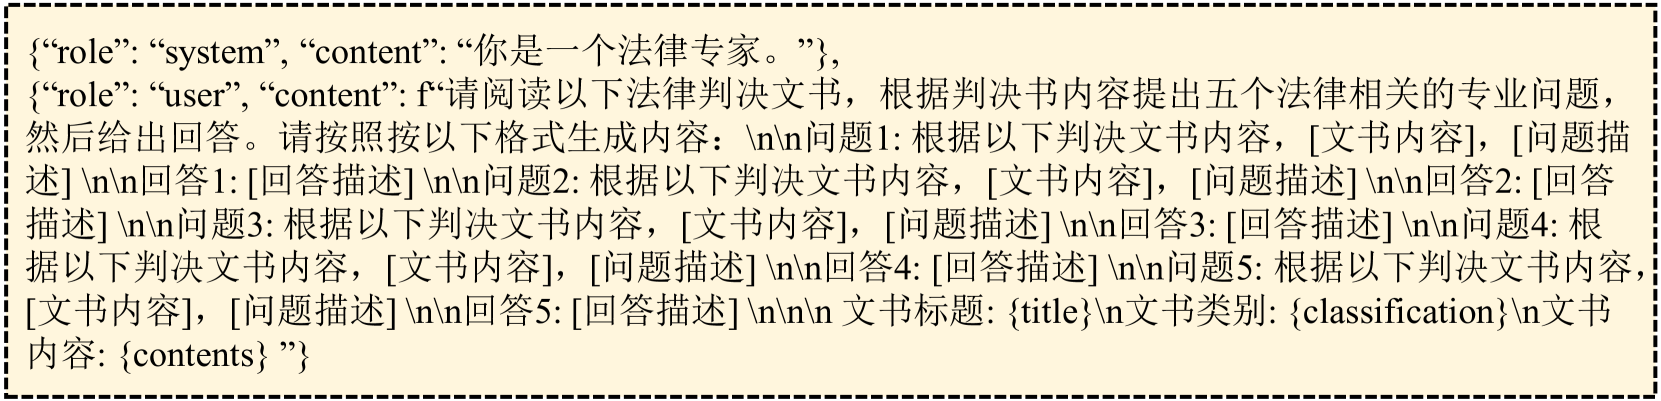 {“role”: “system”, “content”: “你是一个法律专家。”},
{“role”: “user”, “content”: f“请阅读以下法律判决文书，根据判决书内容提出五个法律相关的专业问题，
然后给出回答。请按照按以下格式生成内容：\n\n问题1: 根据以下判决文书内容，[文书内容]，[问题描
述] \n\n回答1: [回答描述] \n\n问题2: 根据以下判决文书内容，[文书内容]，[问题描述] \n\n回答2: [回答
描述] \n\n问题3: 根据以下判决文书内容，[文书内容]，[问题描述] \n\n回答3: [回答描述] \n\n问题4: 根
据以下判决文书内容，[文书内容]，[问题描述] \n\n回答4: [回答描述] \n\n问题5: 根据以下判决文书内容，
[文书内容]，[问题描述] \n\n回答5: [回答描述] \n\n\n 文书标题: {title}\n文书类别: {classification}\n文书
内容: {contents} ”}